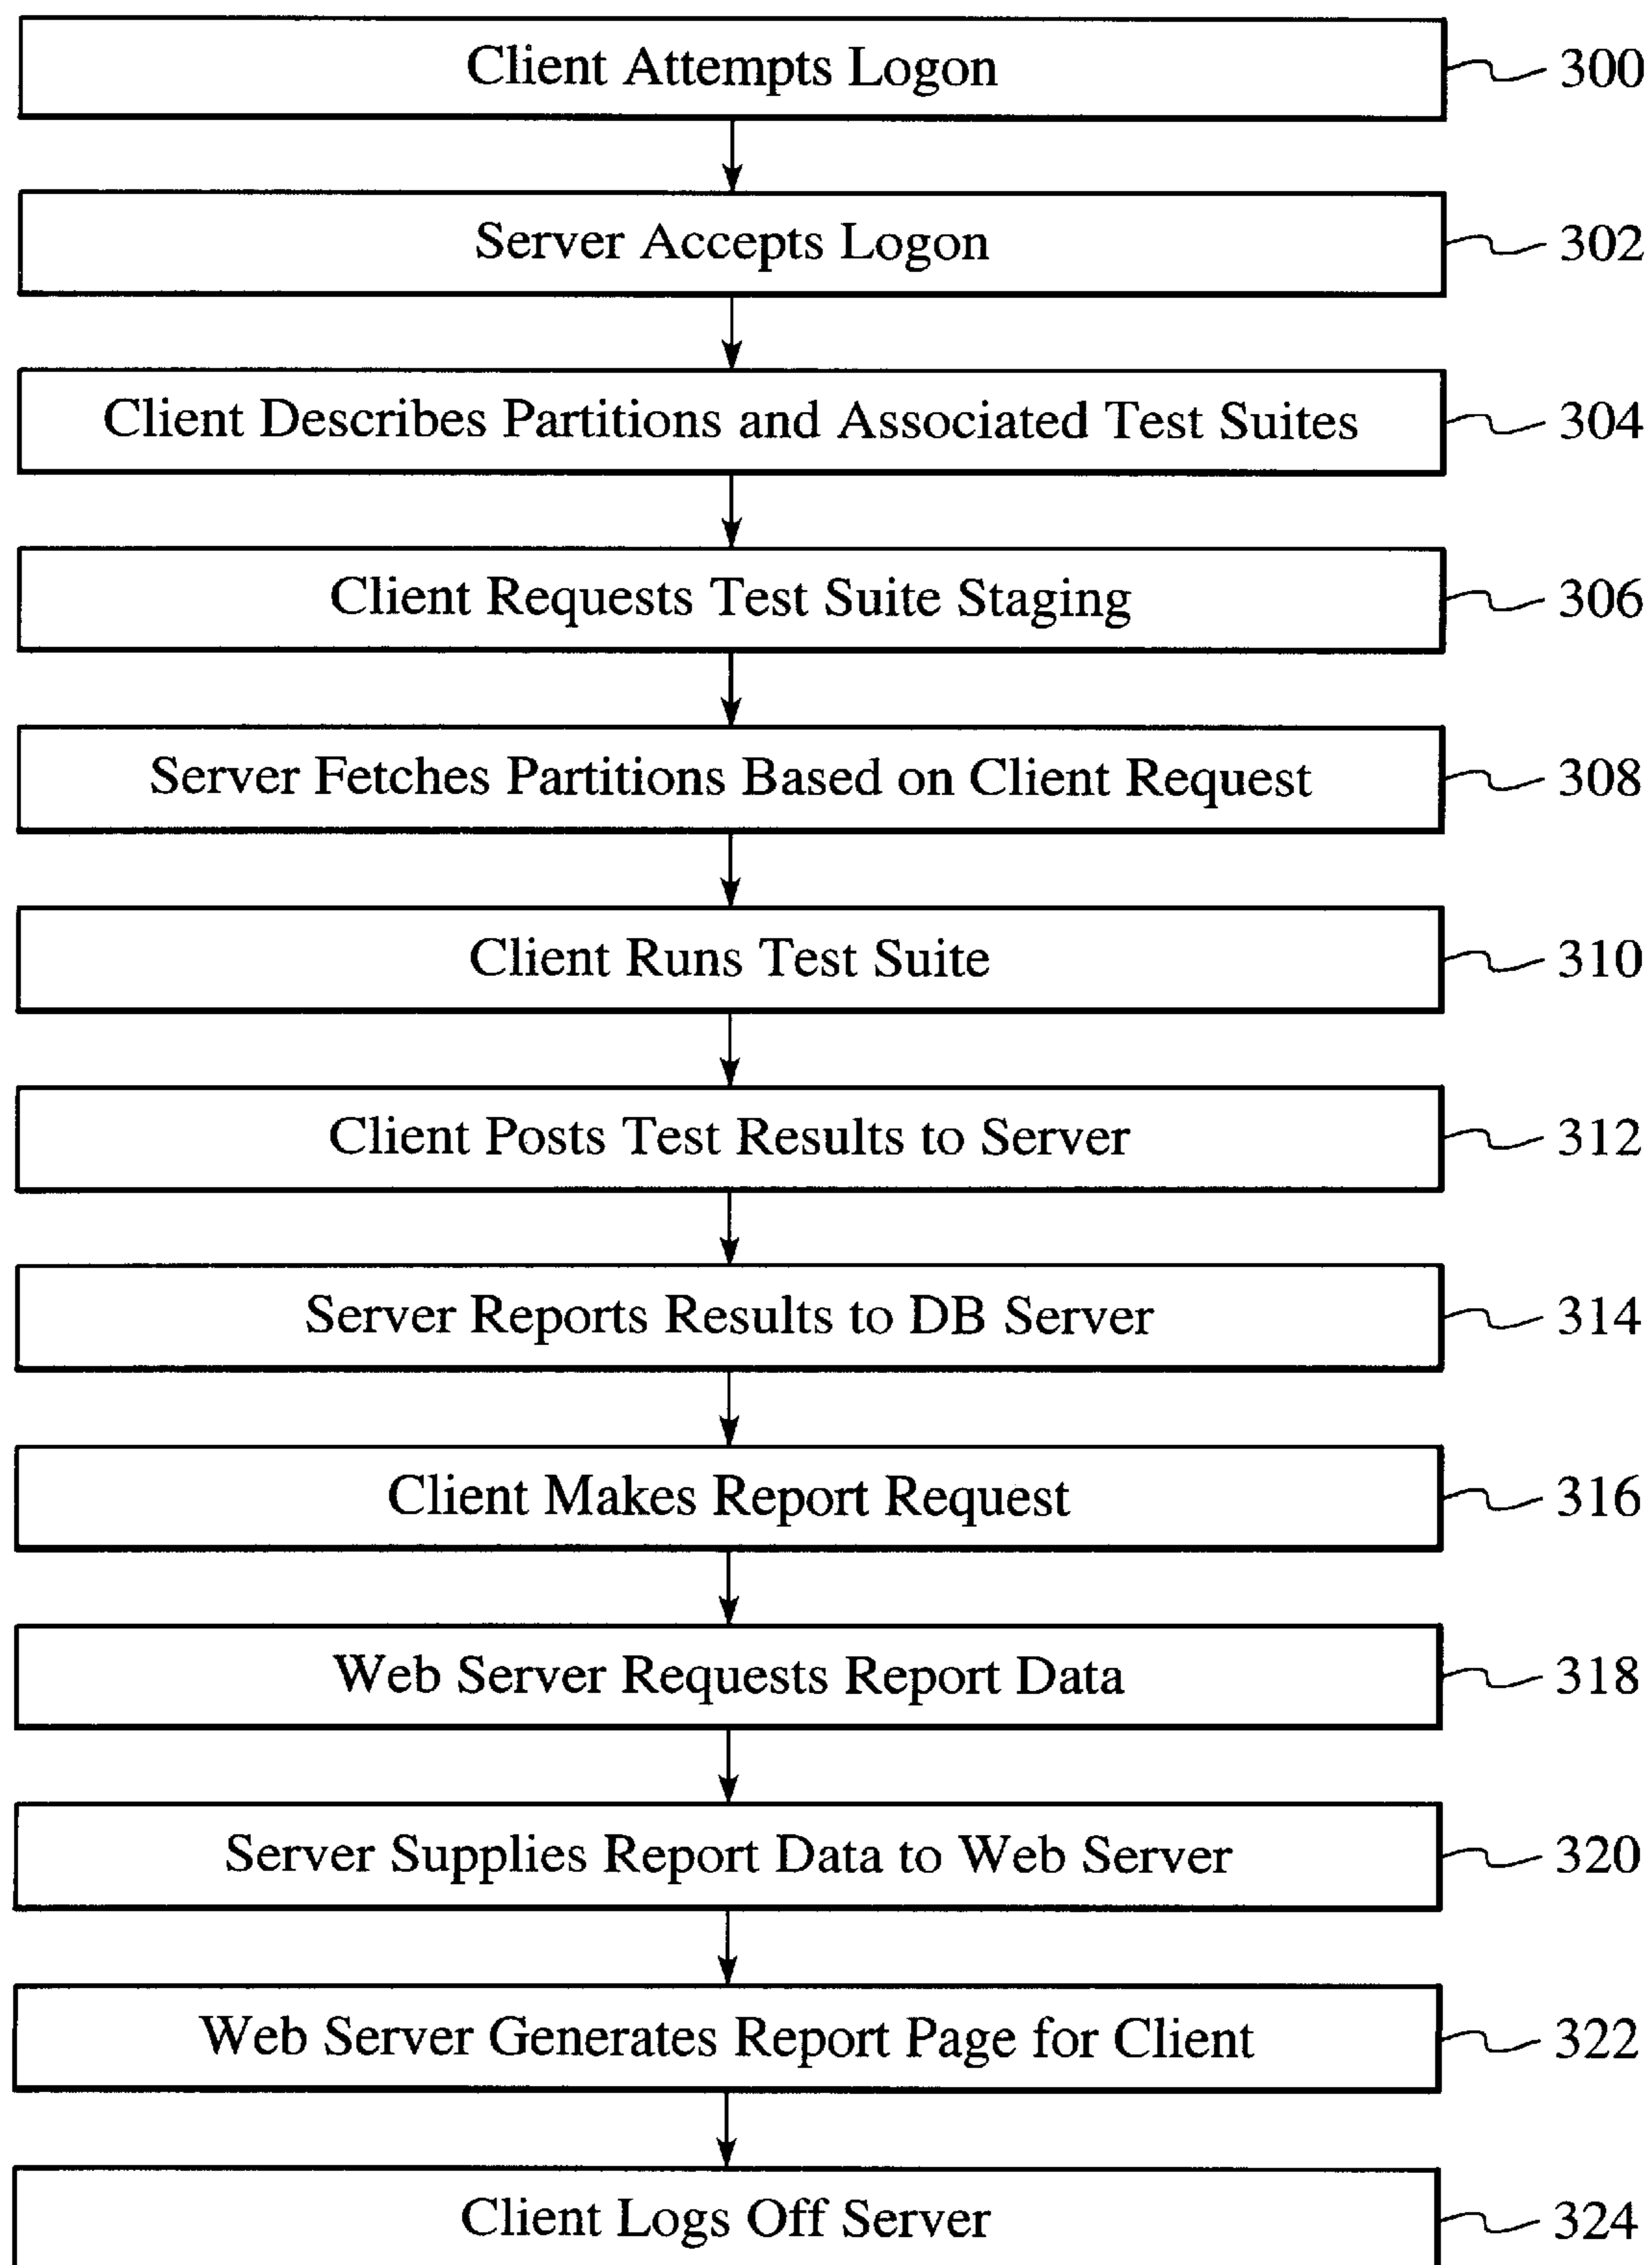 Client Attempts Logon 300
Server Accepts Logon 302
Client Describes Partitions and Associated Test Suites 304
Client Requests Test Suite Staging 306
Server Fetches Partitions Based on Client Request 308
Client Runs Test Suite 310
Client Posts Test Results to Server 312
Server Reports Results to DB Server 314
Client Makes Report Request 316
Web Server Requests Report Data 318
Server Supplies Report Data to Web Server 320
Web Server Generates Report Page for Client 322
Client Logs Off Server 324